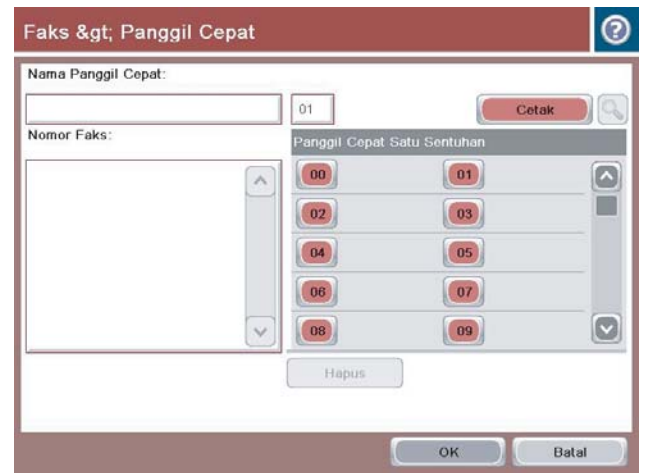 Faks &gt; Panggil Cepat
Nama Panggil Cepat:
01
Cetak
Nomor Faks:
Panggil Cepat Satu Sentuhan
00 01
02 03
04 05
06 07
08 09
Hapus
OK Batal